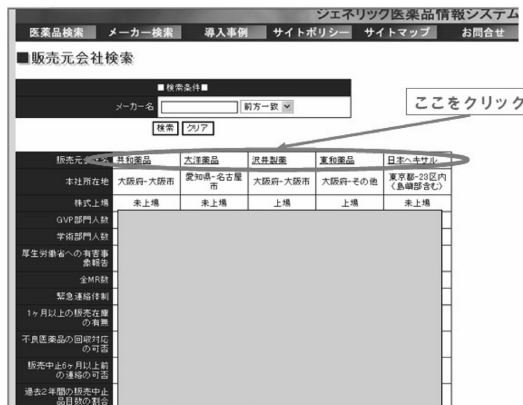 ジェネリック医薬品情報システム
医薬品検索 メーカー検索 導入事例 サイトポリシー サイトマップ お問合せ
■販売元会社検索
■検索条件■
メーカー名 前方一致
検索 クリア
ここをクリック
販売元会社名 共和薬品 大洋薬品 沢井製薬 東和薬品 日本ヘキサル
本社所在地 大阪府-大阪市 愛知県-名古屋市 大阪府-大阪市 大阪府-その他 東京都-23区内(島嶼部含む)
株式上場 未上場 未上場 上場 上場 未上場
GVP部門人数
学術部門人数
厚生労働省への有害事
象報告
全MR数
緊急連絡体制
1ヶ月以上の販売在庫
の有無
不良医薬品の回収対応
の可否
販売中止6ヶ月以上前
の連絡の可否
過去2年間の販売中止
品目数の割合